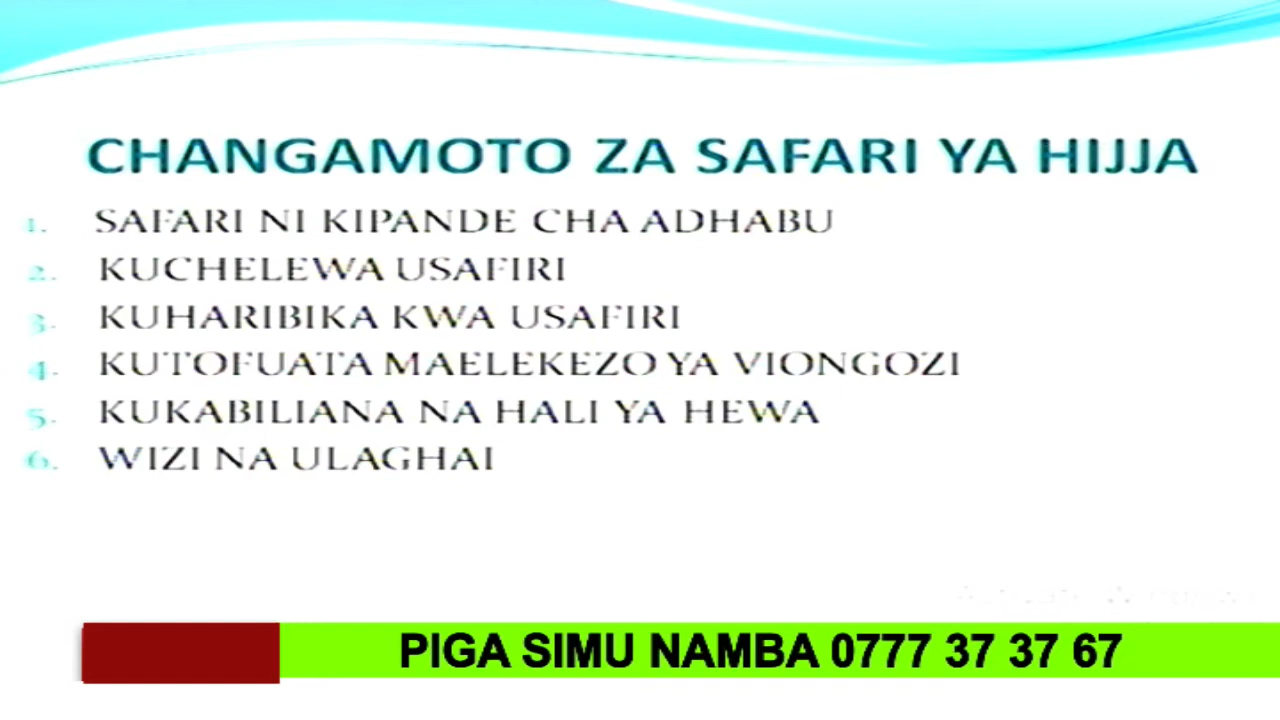 CHANGAMOTO ZA SAFARI YA HIJJA
1. SAFARI NI KIPANDE CHA ADHABU
2. KUCHELEWA USAFIRI
3. KUHARIBIKA KWA USAFIRI
4. KUTOFUATA MAELEKEZO YA VIONGOZI
5. KUKABILIANA NA HALI YA HEWA
6. WIZI NA ULAGHAI
PIGA SIMU NAMBA 0777 37 37 67